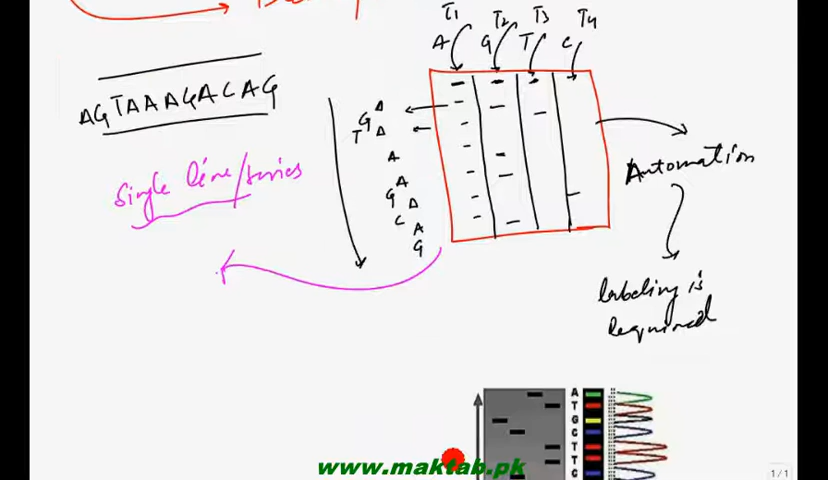 T1 T2 T3 T4
A G T C
AGTAAAGACAG
A
G
T A
A
A
G A
C A
G
Single line/series
Automation
labeling is
required
A
T
G
C
T
T
C
www.maktab.pk
1/1